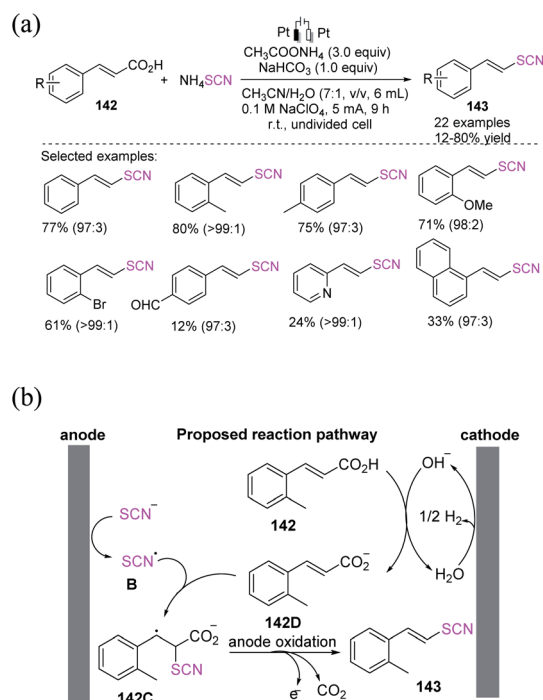 (a)
Pt Pt
CH₃COONH₄ (3.0 equiv)
NaHCO₃ (1.0 equiv)
R CO₂H + NH₄SCN
CH₃CN/H₂O (7:1, v/v, 6 mL)
0.1 M NaClO₄, 5 mA, 9 h
r.t., undivided cell
R SCN
142
143
22 examples
12-80% yield
Selected examples:
SCN SCN SCN SCN
OMe
77% (97:3) 80% (>99:1) 75% (97:3) 71% (98:2)
SCN SCN SCN SCN
Br OHC N
61% (>99:1) 12% (97:3) 24% (>99:1) 33% (97:3)
(b)
anode Proposed reaction pathway cathode
CO₂H OH⁻
SCN⁻ 142 1/2 H₂
SCN• CO₂⁻ H₂O
B
142D
• CO₂⁻ anode oxidation SCN
SCN
142C e⁻ CO₂ 143